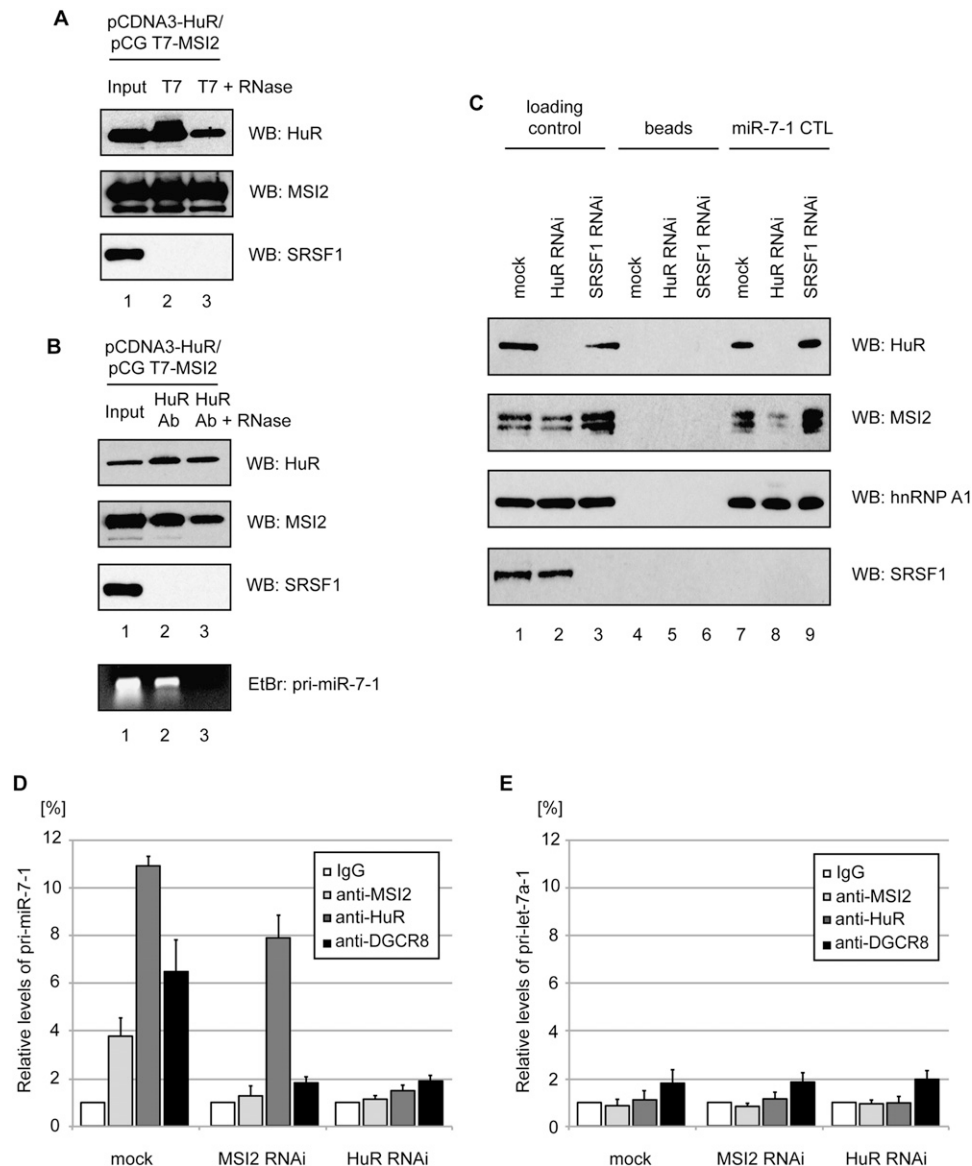 A
pCDNA3-HuR/
pCG T7-MSI2
Input T7 T7 + RNase
WB: HuR
WB: MSI2
WB: SRSF1
1 2 3
B
pCDNA3-HuR/
pCG T7-MSI2
Input HuR Ab HuR Ab + RNase
WB: HuR
WB: MSI2
WB: SRSF1
1 2 3
EtBr: pri-miR-7-1
1 2 3
C
loading control beads miR-7-1 CTL
mock HuR RNAi SRSF1 RNAi mock HuR RNAi SRSF1 RNAi mock HuR RNAi SRSF1 RNAi
WB: HuR
WB: MSI2
WB: hnRNP A1
WB: SRSF1
1 2 3 4 5 6 7 8 9
D
[%]
Relative levels of pri-miR-7-1
12
10
8
6
4
2
0
IgG
anti-MSI2
anti-HuR
anti-DGCR8
mock MSI2 RNAi HuR RNAi
E
[%]
Relative levels of pri-let-7a-1
12
10
8
6
4
2
0
IgG
anti-MSI2
anti-HuR
anti-DGCR8
mock MSI2 RNAi HuR RNAi